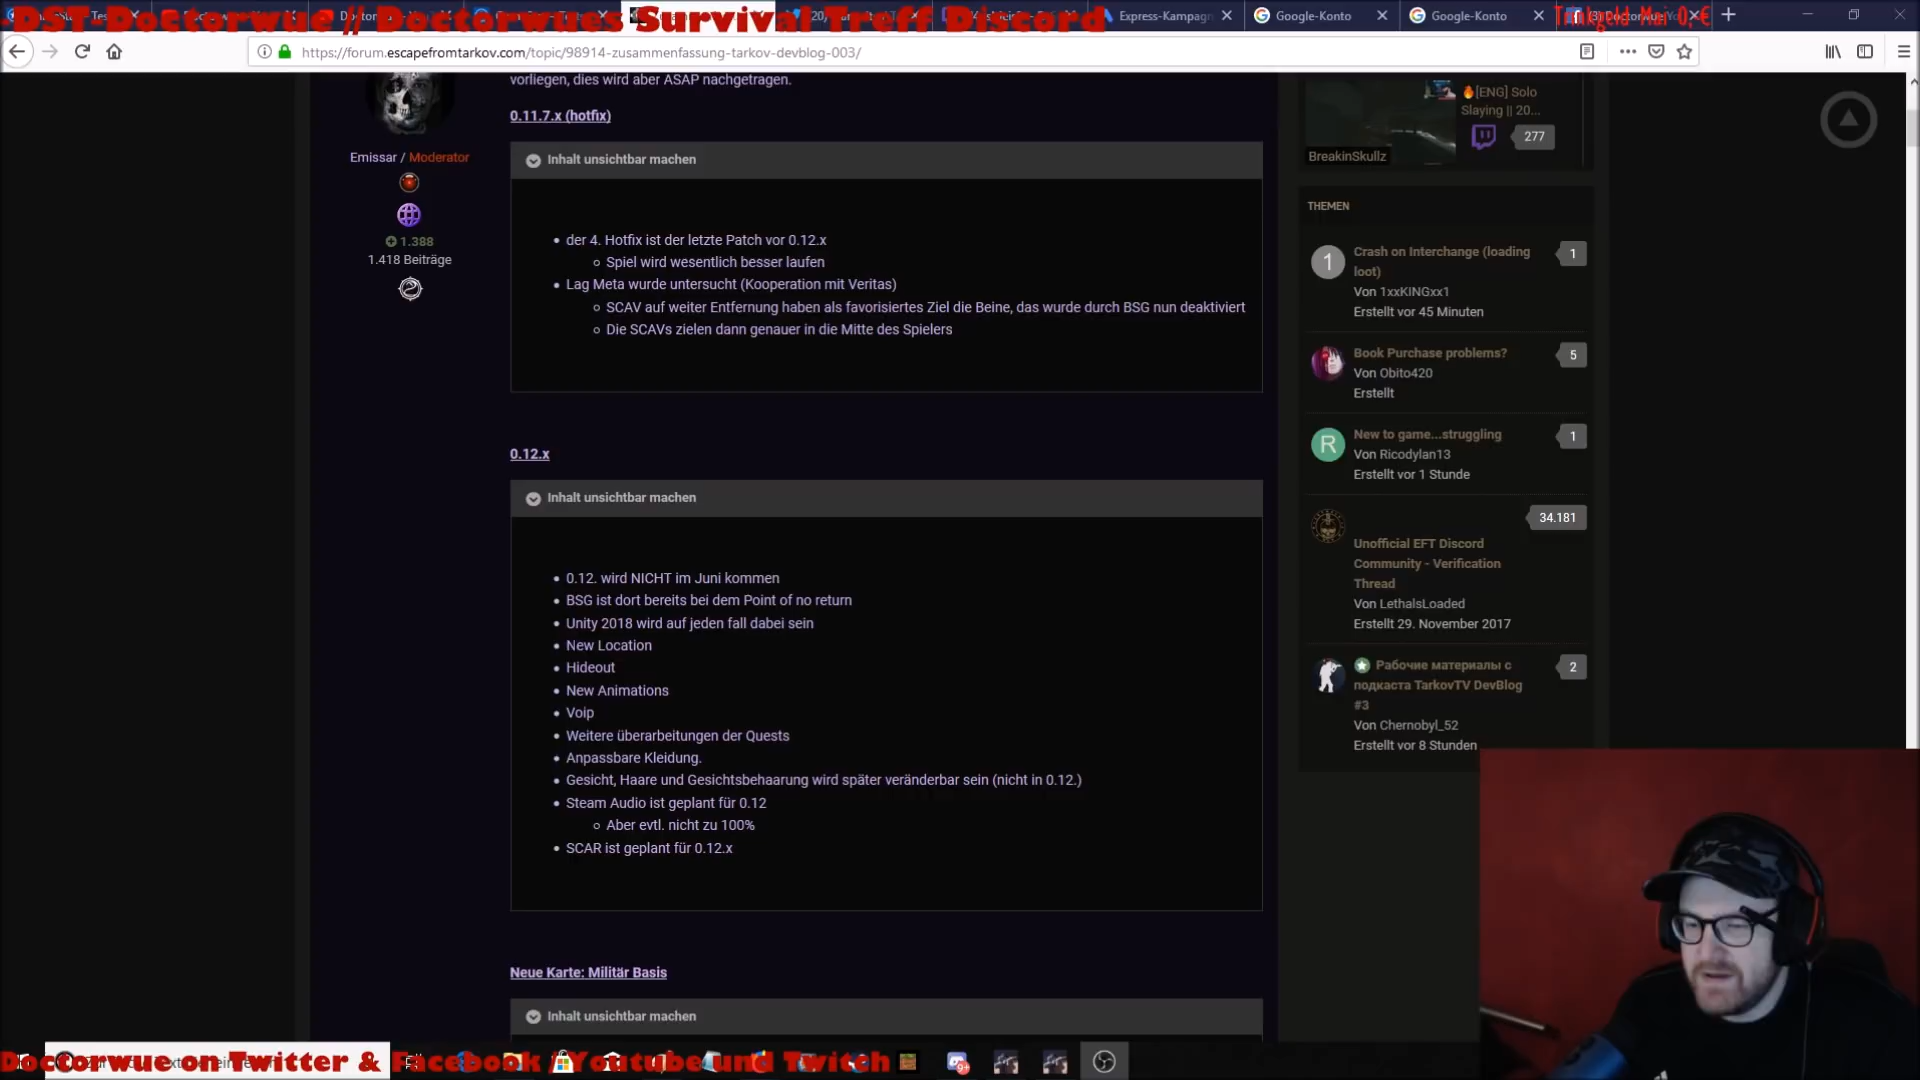 DST Doctorwue // Doctorwues Survival Treff Discord
Express-Kampagn
Google-Konto
Google-Konto
https://forum.escapefromtarkov.com/topic/98914-zusammenfassung-tarkov-devblog-003/
vorliegen, dies wird aber ASAP nachgetragen.
0.11.7.x (hotfix)
Emissar / Moderator
1.388
1.418 Beiträge
Inhalt unsichtbar machen
der 4. Hotfix ist der letzte Patch vor 0.12.x
Spiel wird wesentlich besser laufen
Lag Meta wurde untersucht (Kooperation mit Veritas)
SCAV auf weiter Entfernung haben als favorisiertes Ziel die Beine, das wurde durch BSG nun deaktiviert
Die SCAVs zielen dann genauer in die Mitte des Spielers
0.12.x
Inhalt unsichtbar machen
0.12. wird NICHT im Juni kommen
BSG ist dort bereits bei dem Point of no return
Unity 2018 wird auf jeden fall dabei sein
New Location
Hideout
New Animations
Voip
Weitere überarbeitungen der Quests
Anpassbare Kleidung.
Gesicht, Haare und Gesichtsbehaarung wird später veränderbar sein (nicht in 0.12.)
Steam Audio ist geplant für 0.12
Aber evtl. nicht zu 100%
SCAR ist geplant für 0.12.x
Neue Karte: Militär Basis
Inhalt unsichtbar machen
[ENG] Solo
Slaying || 20...
277
BreakinSkullz
THEMEN
1
Crash on Interchange (loading
loot)
1
Von 1xxKINGxx1
Erstellt vor 45 Minuten
Book Purchase problems?
5
Von Obito420
Erstellt
R
New to game...struggling
1
Von Ricodylan13
Erstellt vor 1 Stunde
34.181
Unofficial EFT Discord
Community - Verification
Thread
Von LethalsLoaded
Erstellt 29. November 2017
Рабочие материалы с
подкаста TarkovTV DevBlog
#3
2
Von Chernobyl_52
Erstellt vor 8 Stunden
Doctorwue on Twitter & Facebook / Youtube und Twitch